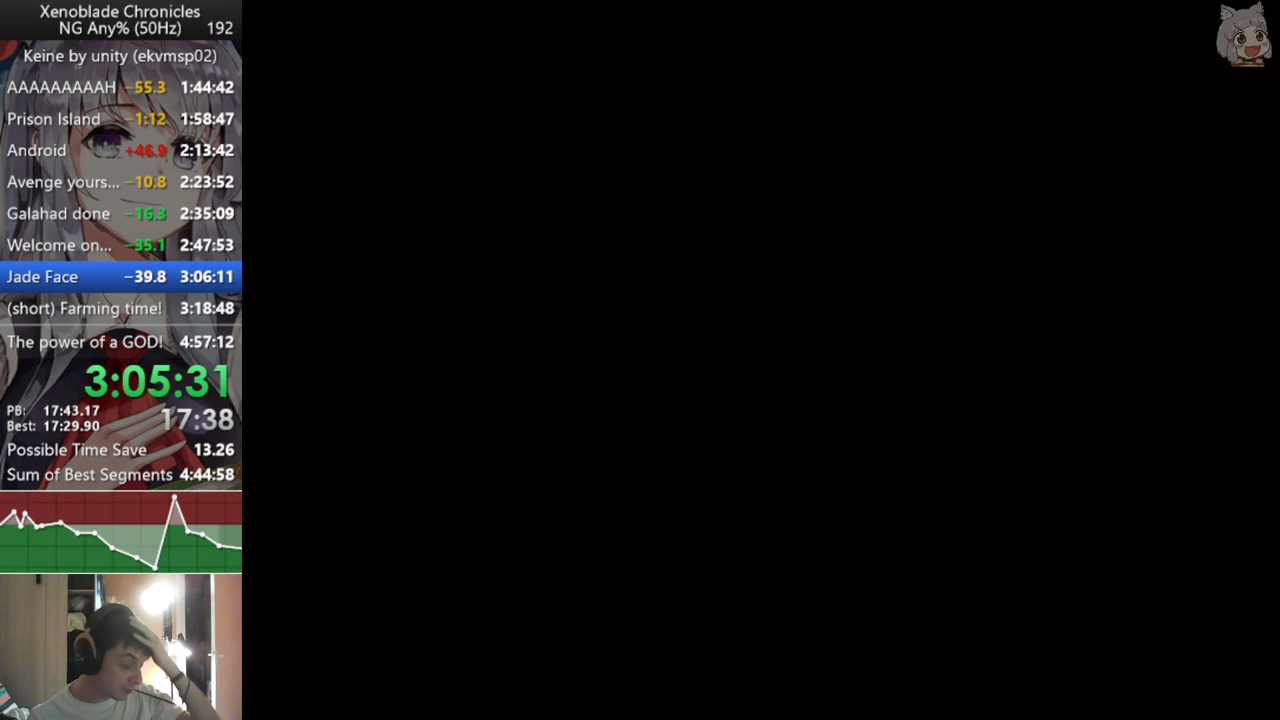 Xenoblade Chronicles
NG Any% (50Hz) 192
Keine by unity (ekvmsp02)
AAAAAAAAAH −55.3 1:44:42
Prison Island −1:12 1:58:47
Android +46.9 2:13:42
Avenge yours... −10.8 2:23:52
Galahad done −16.3 2:35:09
Welcome on... −35.1 2:47:53
Jade Face −39.8 3:06:11
(short) Farming time! 3:18:48
The power of a GOD! 4:57:12
3:05:31
PB: 17:43.17
Best: 17:29.90
17:38
Possible Time Save 13.26
Sum of Best Segments 4:44:58